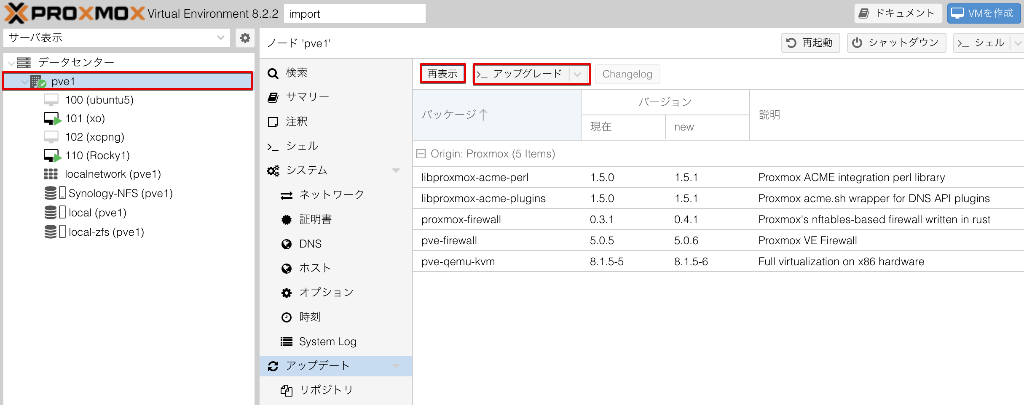 PROXMOX Virtual Environment 8.2.2 import ドキュメント VMを作成
サーバ表示
ノード 'pve1' 再起動 シャットダウン >_ シェル
データセンター
pve1
100 (ubuntu5)
101 (xo)
102 (xcpng)
110 (Rocky1)
localnetwork (pve1)
Synology-NFS (pve1)
local (pve1)
local-zfs (pve1)
検索
サマリー
注釈
>_ シェル
システム
ネットワーク
証明書
DNS
ホスト
オプション
時刻
System Log
アップデート
リポジトリ
再表示 >_ アップグレード Changelog
パッケージ↑ バージョン 説明
現在 new
Origin: Proxmox (5 Items)
libproxmox-acme-perl 1.5.0 1.5.1 Proxmox ACME integration perl library
libproxmox-acme-plugins 1.5.0 1.5.1 Proxmox acme.sh wrapper for DNS API plugins
proxmox-firewall 0.3.1 0.4.1 Proxmox's nftables-based firewall written in rust
pve-firewall 5.0.5 5.0.6 Proxmox VE Firewall
pve-qemu-kvm 8.1.5-5 8.1.5-6 Full virtualization on x86 hardware